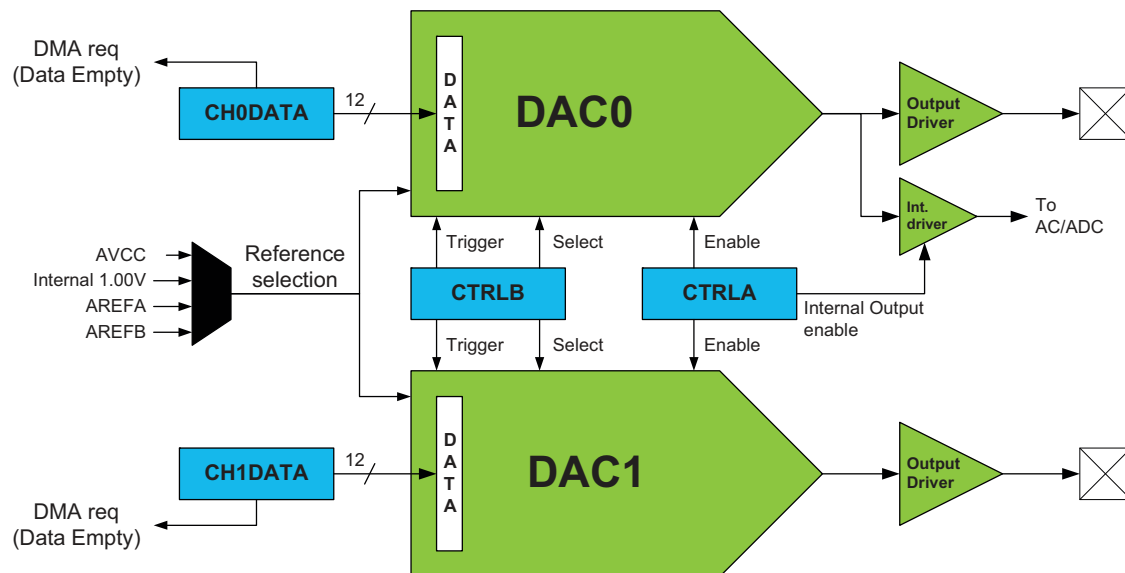 DMA req
(Data Empty)
CH0DATA
12
DATA
DAC0
Output
Driver
Int.
driver
To
AC/ADC
Trigger
Select
Enable
AVCC
Internal 1.00V
AREFA
AREFB
Reference
selection
CTRLB
CTRLA
Internal Output
enable
Trigger
Select
Enable
CH1DATA
12
DATA
DAC1
Output
Driver
DMA req
(Data Empty)